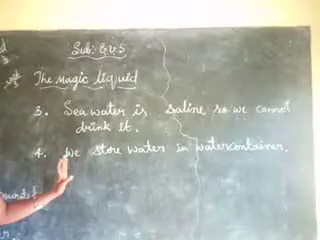 Sub:- E.V.S
The Magic liquid
3. Sea water is saline so we cannot
drink it.
4. We store water in watercontainer.